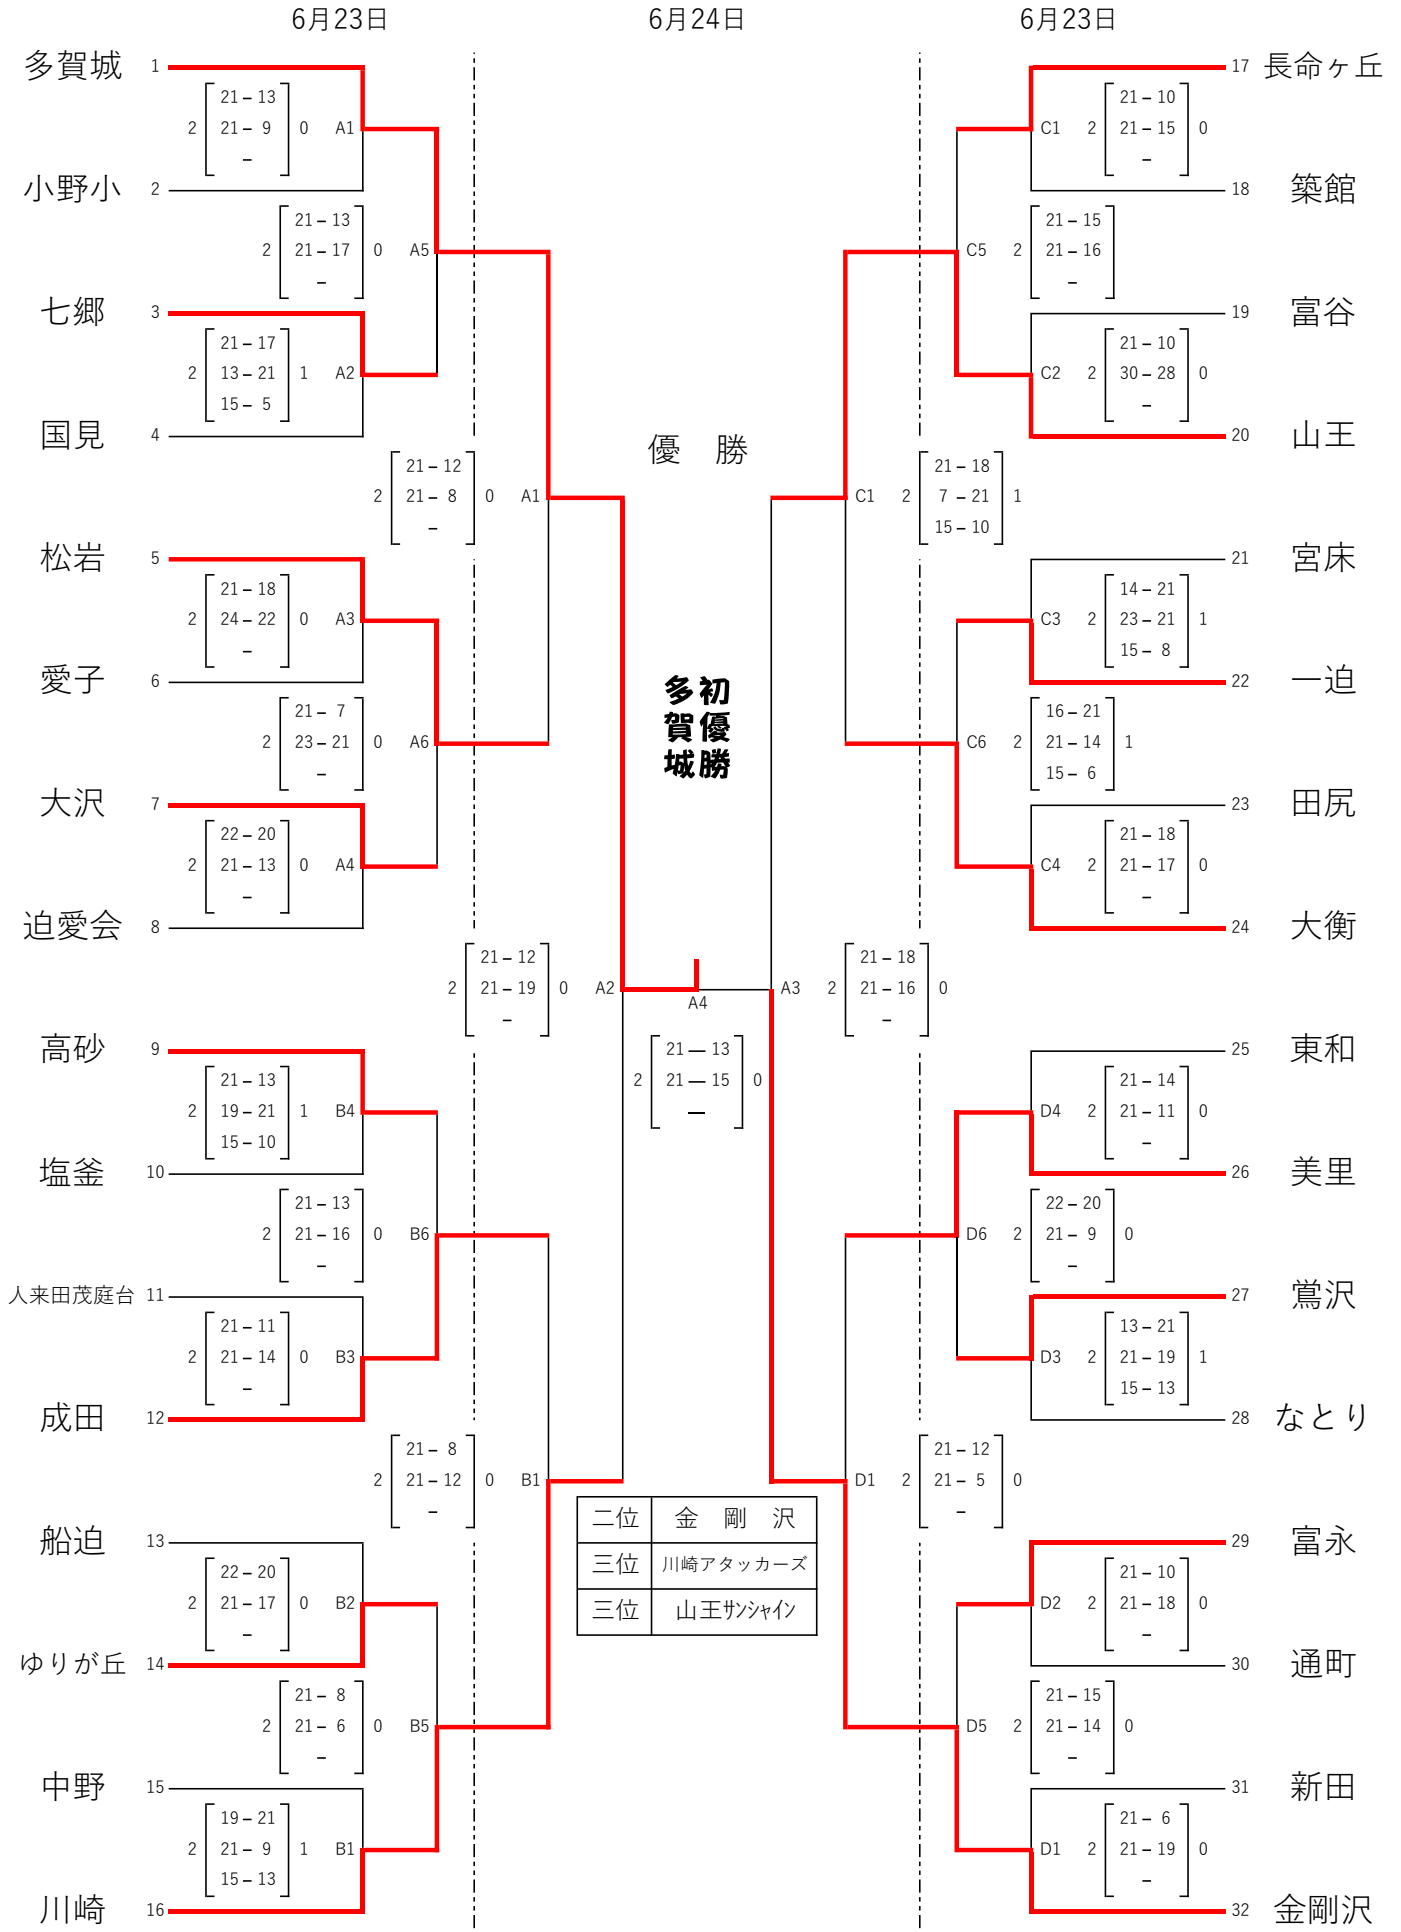 6月23日 6月24日 6月23日
多賀城 1
21 – 13
2 21 – 9 0 A1
–
小野小 2
21 – 13
2 21 – 17 0 A5
–
七郷 3
21 – 17
2 13 – 21 1 A2
15 – 5
国見 4
21 – 12
2 21 – 8 0 A1
–
松岩 5
21 – 18
2 24 – 22 0 A3
–
愛子 6
21 – 7
2 23 – 21 0 A6
–
大沢 7
22 – 20
2 21 – 13 0 A4
–
迫愛会 8
21 – 12
2 21 – 19 0 A2
–
高砂 9
21 – 13
2 19 – 21 1 B4
15 – 10
塩釜 10
21 – 13
2 21 – 16 0 B6
–
人来田茂庭台 11
21 – 11
2 21 – 14 0 B3
–
成田 12
21 – 8
2 21 – 12 0 B1
–
船迫 13
22 – 20
2 21 – 17 0 B2
–
ゆりが丘 14
21 – 8
2 21 – 6 0 B5
–
中野 15
19 – 21
2 21 – 9 1 B1
15 – 13
川崎 16
優 勝
初優勝
多賀城
A4
21 — 13
2 21 — 15 0
—
二位 金 剛 沢
三位 川崎アタッカーズ
三位 山王ｻﾝｼｬｲﾝ
17 長命ヶ丘
21 – 10
C1 2 21 – 15 0
–
18 築館
21 – 15
C5 2 21 – 16
–
19 富谷
21 – 10
C2 2 30 – 28 0
–
20 山王
21 – 18
C1 2 7 – 21 1
15 – 10
21 宮床
14 – 21
C3 2 23 – 21 1
15 – 8
22 一迫
16 – 21
C6 2 21 – 14 1
15 – 6
23 田尻
21 – 18
C4 2 21 – 17 0
–
24 大衡
21 – 18
A3 2 21 – 16 0
–
25 東和
21 – 14
D4 2 21 – 11 0
–
26 美里
22 – 20
D6 2 21 – 9 0
–
27 鶯沢
13 – 21
D3 2 21 – 19 1
15 – 13
28 なとり
21 – 12
D1 2 21 – 5 0
–
29 富永
21 – 10
D2 2 21 – 18 0
–
30 通町
21 – 15
D5 2 21 – 14 0
–
31 新田
21 – 6
D1 2 21 – 19 0
–
32 金剛沢